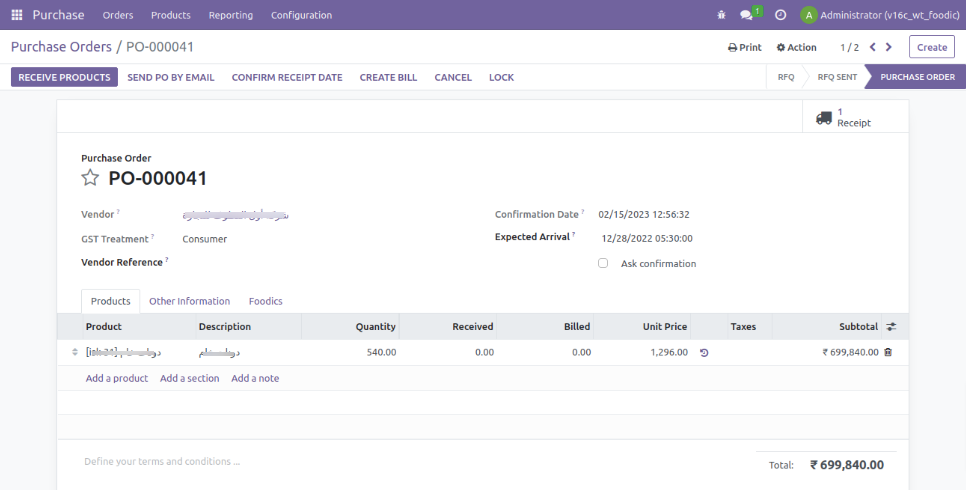 Purchase Orders Products Reporting Configuration 1 A Administrator (v16c_wt_foodic)
Purchase Orders / PO-000041 Print Action 1 / 2 Create
RECEIVE PRODUCTS SEND PO BY EMAIL CONFIRM RECEIPT DATE CREATE BILL CANCEL LOCK RFQ RFQ SENT PURCHASE ORDER
1
Receipt
Purchase Order
PO-000041
Vendor ? Confirmation Date ? 02/15/2023 12:56:32
GST Treatment ? Consumer Expected Arrival ? 12/28/2022 05:30:00
Vendor Reference ? Ask confirmation
Products Other Information Foodics
Product Description Quantity Received Billed Unit Price Taxes Subtotal
540.00 0.00 0.00 1,296.00 ₹ 699,840.00
Add a product Add a section Add a note
Define your terms and conditions ... Total: ₹ 699,840.00